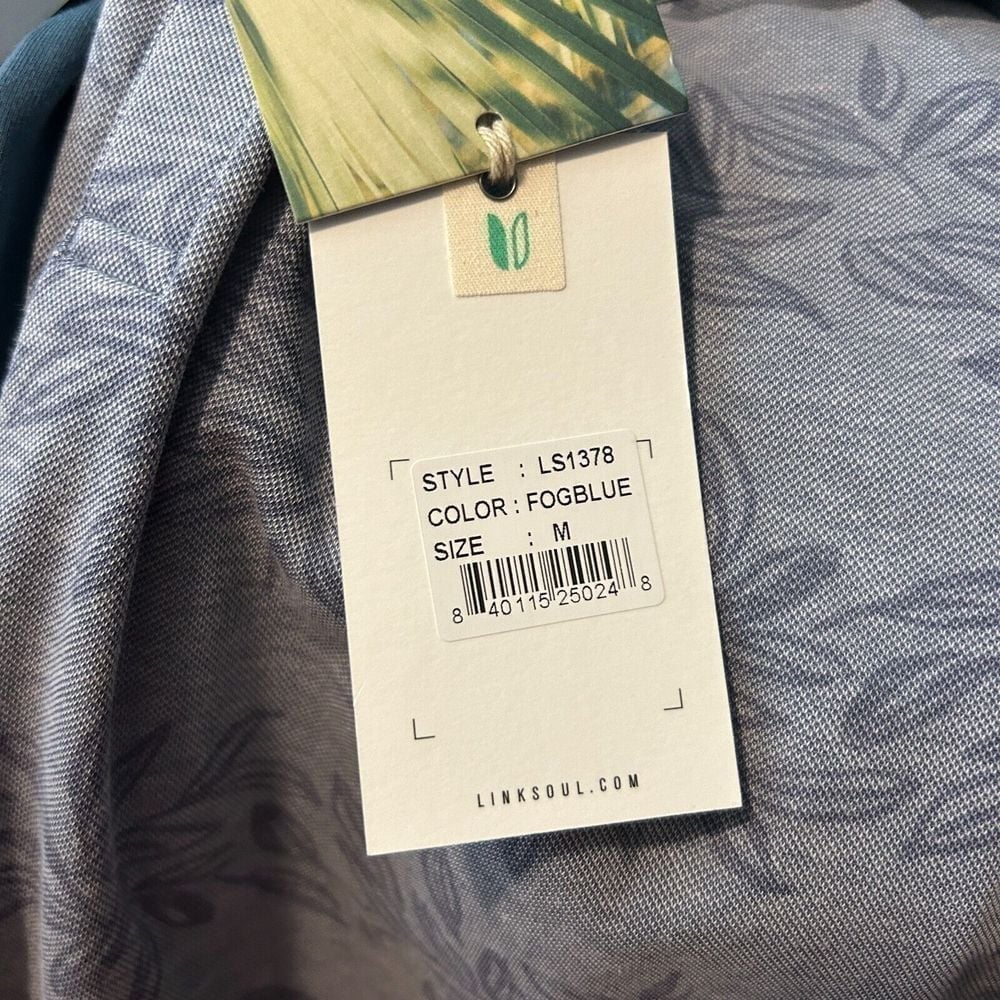 STYLE : LS1378
COLOR : FOGBLUE
SIZE : M
8 40115 25024 8
LINKSOUL.COM